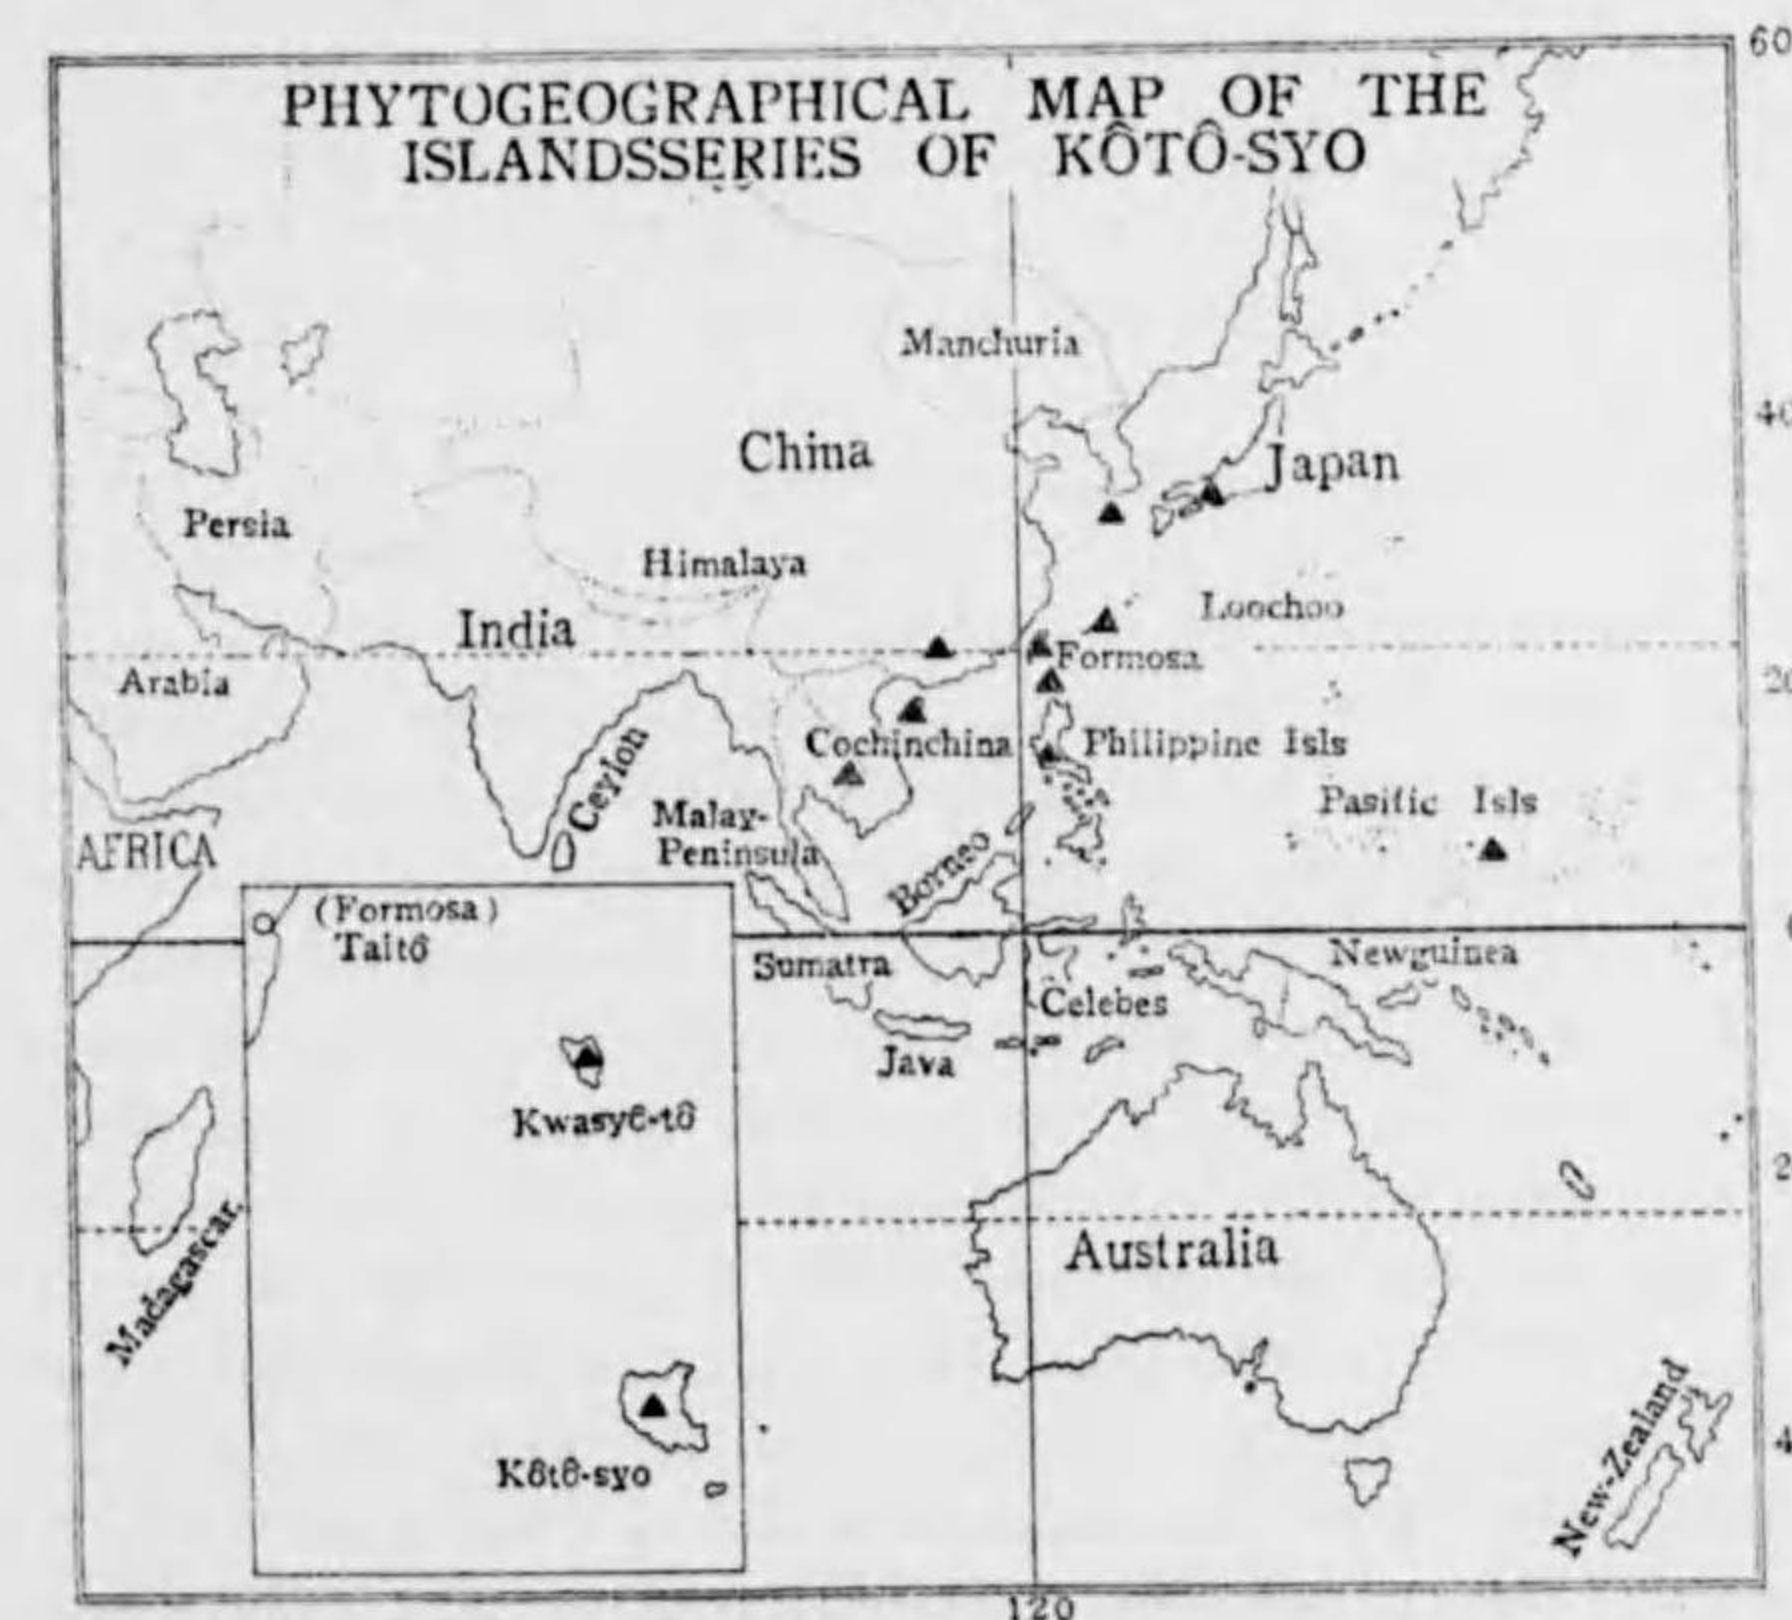 60
PHYTOGEOGRAPHICAL MAP OF THE
ISLANDSSERIES OF KÔTÔ-SYO
Manchuria
40
China
Japan
Persia
Himalaya
Loochoo
India
Formosa
Arabia
20
Cochinchina
Philippine Isls
Ceylon
Pasific Isls
Malay-
Peninsula
AFRICA
Borneo
(Formosa)
Taitô
Sumatra
Newguinea
Celebes
Java
Kwasyô-tô
Madagascar.
Australia
New-Zealand
Kôtô-syo
120